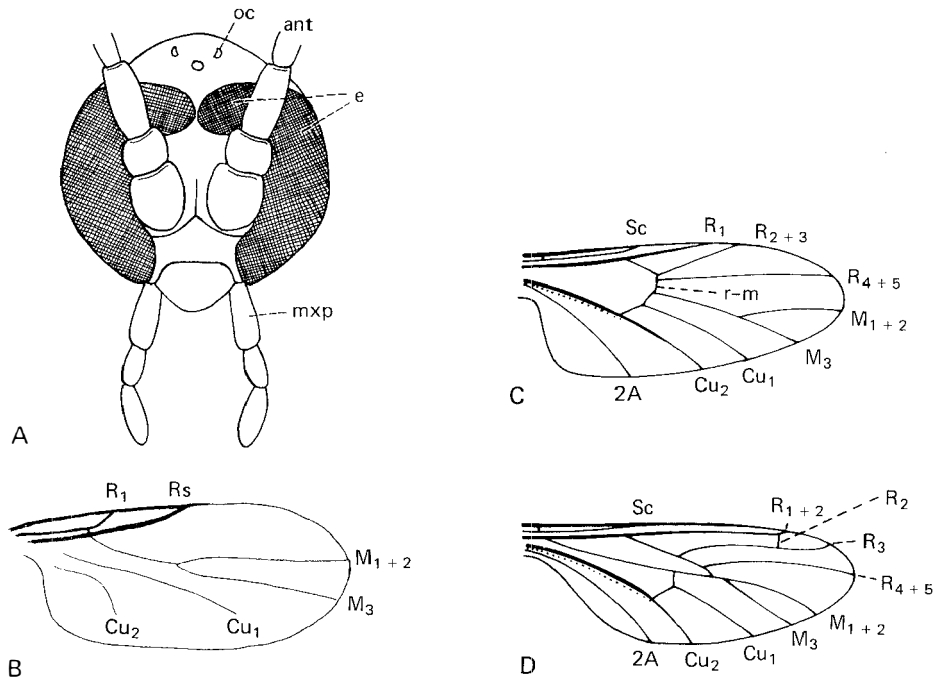 oc
ant
e
mxp
A
R1
Rs
M1 + 2
M3
Cu1
Cu2
B
Sc
R1
R2 + 3
R4 + 5
r–m
M1 + 2
M3
Cu1
Cu2
2A
C
Sc
R1 + 2
R2
R3
R4 + 5
M1 + 2
M3
Cu1
Cu2
2A
D